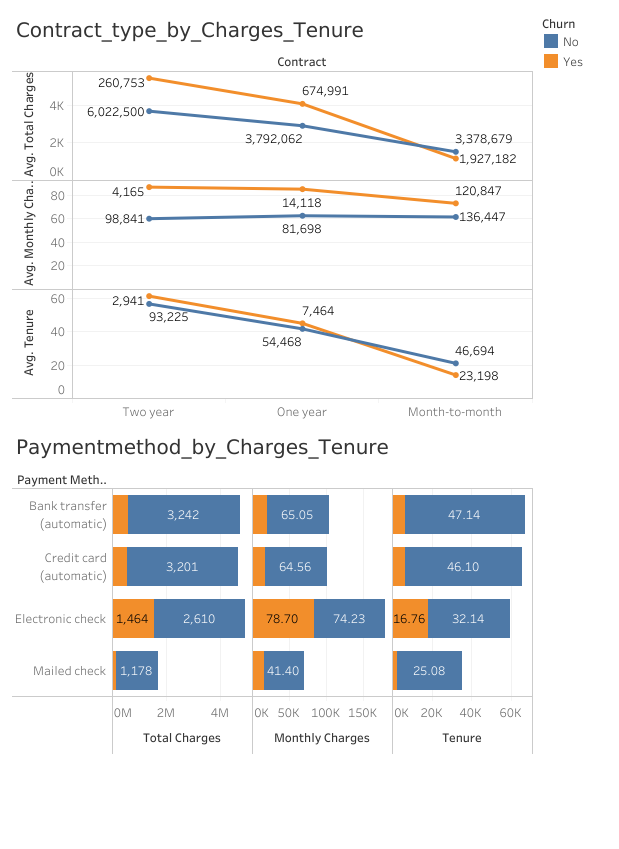 Contract_type_by_Charges_Tenure
Churn
No
Yes
Contract
Avg. Total Charges
4K
2K
0K
260,753
674,991
6,022,500
3,792,062
3,378,679
1,927,182
Avg. Monthly Cha..
80
60
40
20
4,165
14,118
120,847
98,841
81,698
136,447
Avg. Tenure
60
40
20
0
2,941
7,464
93,225
54,468
46,694
23,198
Two year
One year
Month-to-month
Paymentmethod_by_Charges_Tenure
Payment Meth..
Bank transfer
(automatic)
3,242
65.05
47.14
Credit card
(automatic)
3,201
64.56
46.10
Electronic check
1,464
2,610
78.70
74.23
16.76
32.14
Mailed check
1,178
41.40
25.08
0M
2M
4M
0K
50K
100K
150K
0K
20K
40K
60K
Total Charges
Monthly Charges
Tenure